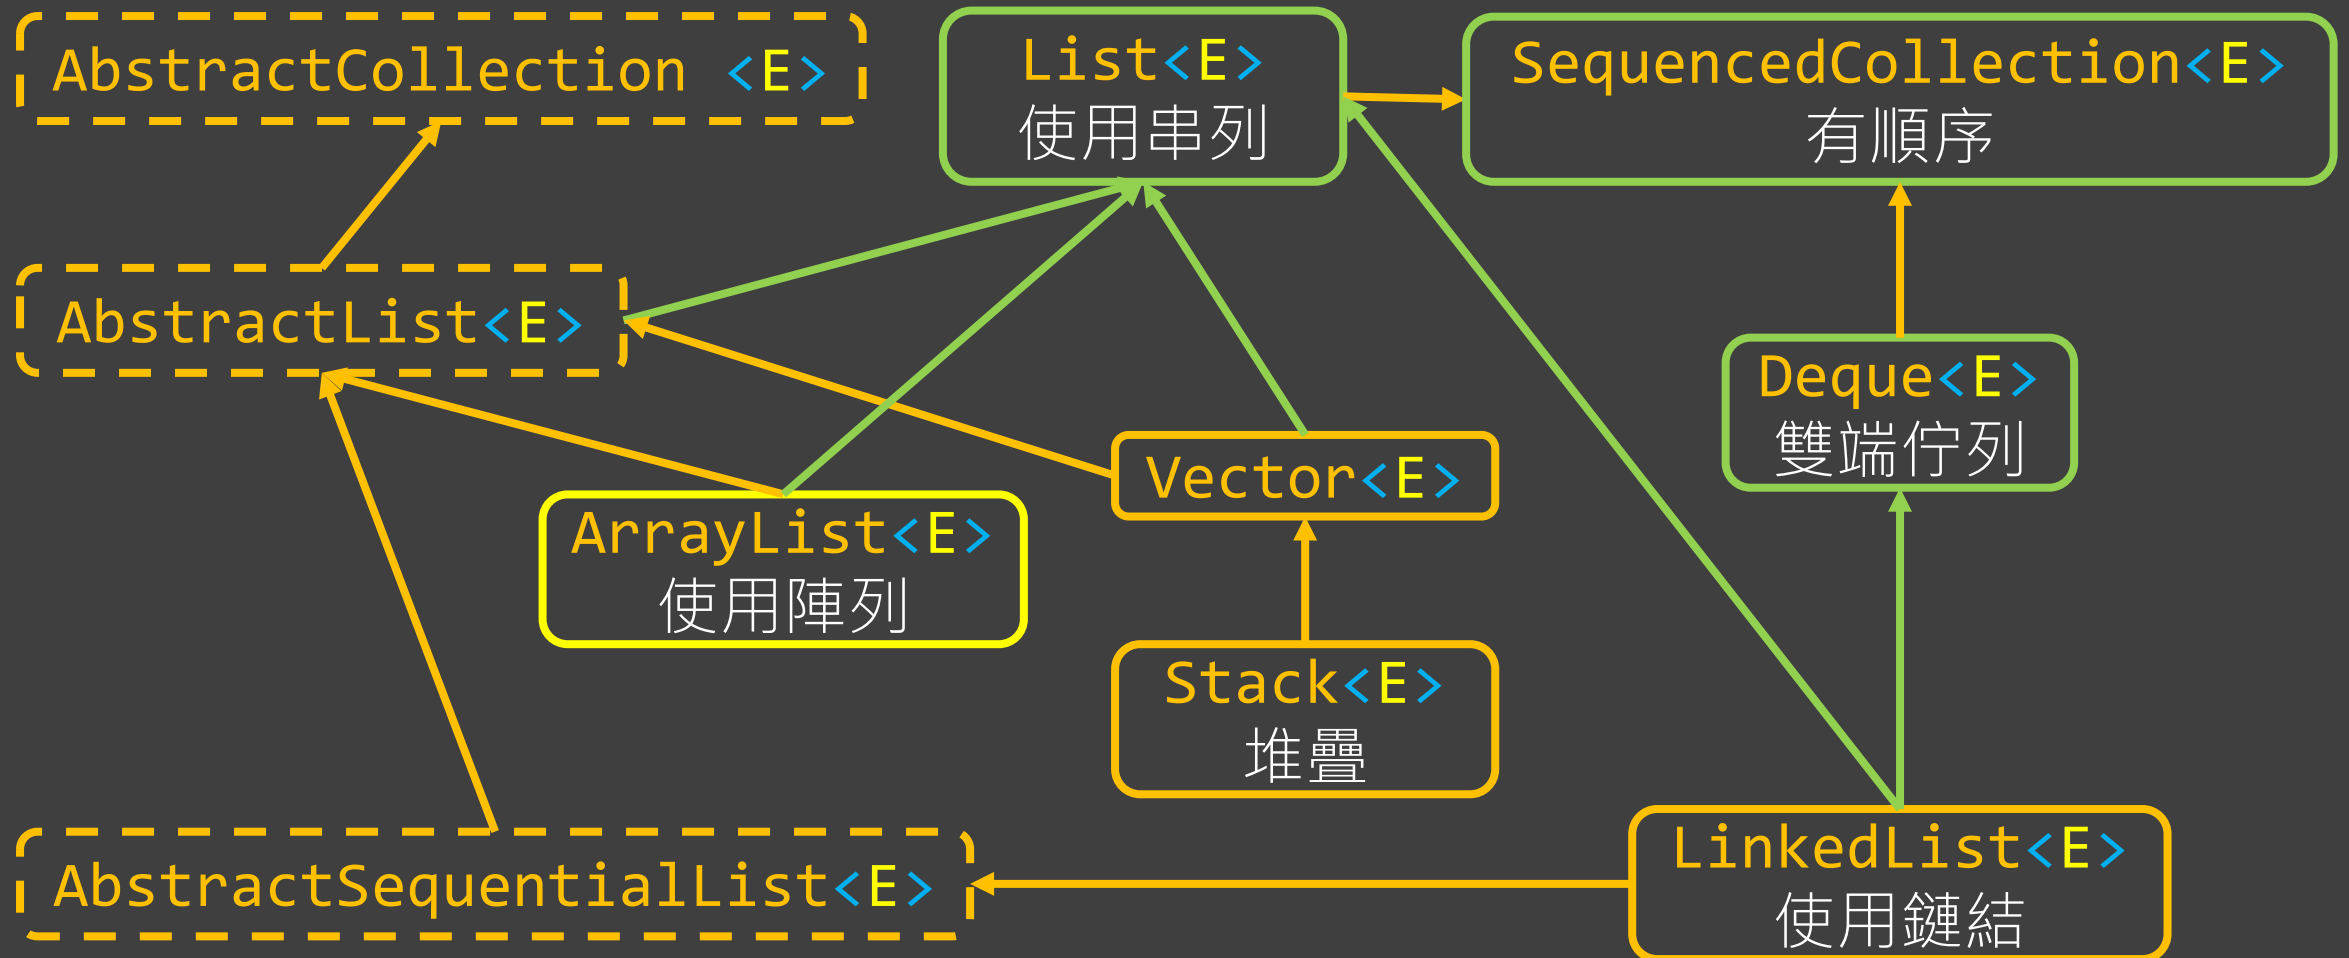 AbstractCollection <E>
List<E>
使用串列
SequencedCollection<E>
有順序
AbstractList<E>
Deque<E>
雙端佇列
Vector<E>
ArrayList<E>
使用陣列
Stack<E>
堆疊
AbstractSequentialList<E>
LinkedList<E>
使用鏈結